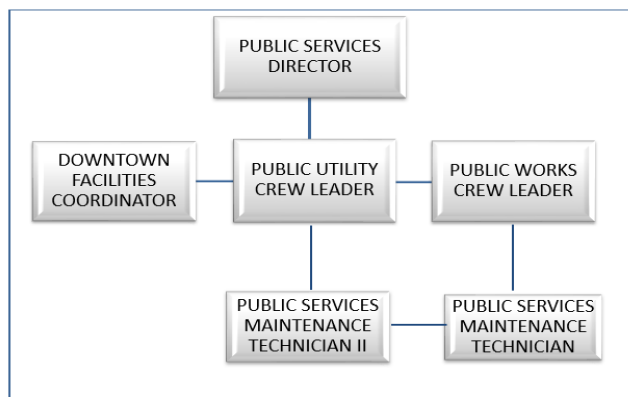 PUBLIC SERVICES
DIRECTOR
DOWNTOWN
FACILITIES
COORDINATOR
PUBLIC UTILITY
CREW LEADER
PUBLIC WORKS
CREW LEADER
PUBLIC SERVICES
MAINTENANCE
TECHNICIAN II
PUBLIC SERVICES
MAINTENANCE
TECHNICIAN